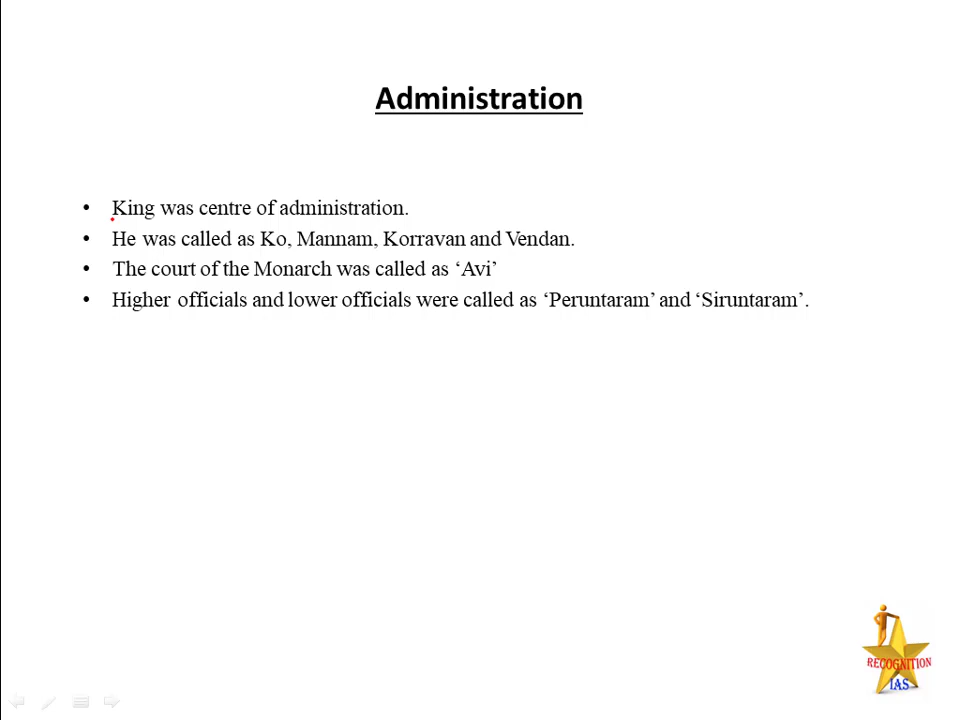 Administration
• King was centre of administration.
• He was called as Ko, Mannam, Korravan and Vendan.
• The court of the Monarch was called as ‘Avi’
• Higher officials and lower officials were called as ‘Peruntaram’ and ‘Siruntaram’.
RECOGNITION
IAS